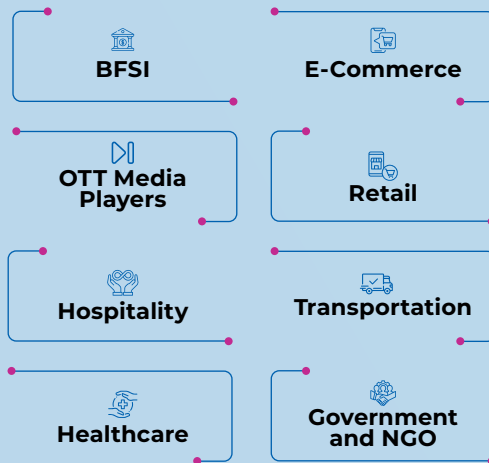 BFSI
E-Commerce
OTT Media
Players
Retail
Hospitality
Transportation
Healthcare
Government
and NGO